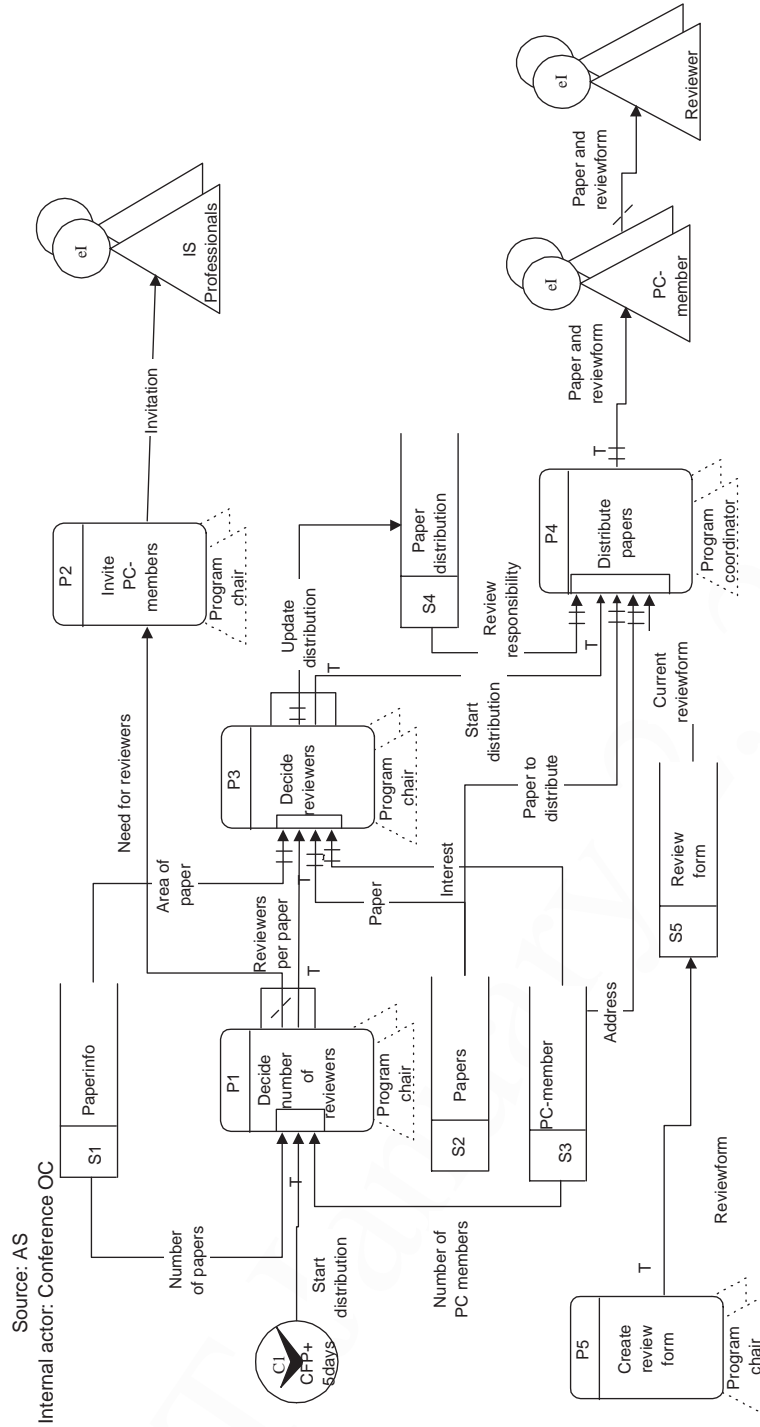 Source: AS
Internal actor: Conference OC
C1
CFP+
5days
Start
distribution
T
Number
of papers
Number of
PC members
S1
Paperinfo
P1
Decide
number
of
reviewers
Program
chair
S2
Papers
S3
PC-member
Need for reviewers
Area of
paper
Reviewers
per paper
T
T
Paper
Interest
Address
P2
Invite
PC-
members
Program
chair
Invitation
eI
IS
Professionals
P3
Decide
reviewers
Program
chair
Update
distribution
T
S4
Paper
distribution
Review
responsibility
Start
distribution
T
Paper to
distribute
Current
reviewform
P4
Distribute
papers
Program
coordinator
T
Paper and
reviewform
eI
PC-
member
Paper and
reviewform
eI
Reviewer
P5
Create
review
form
Program
chair
T
Reviewform
S5
Review
form